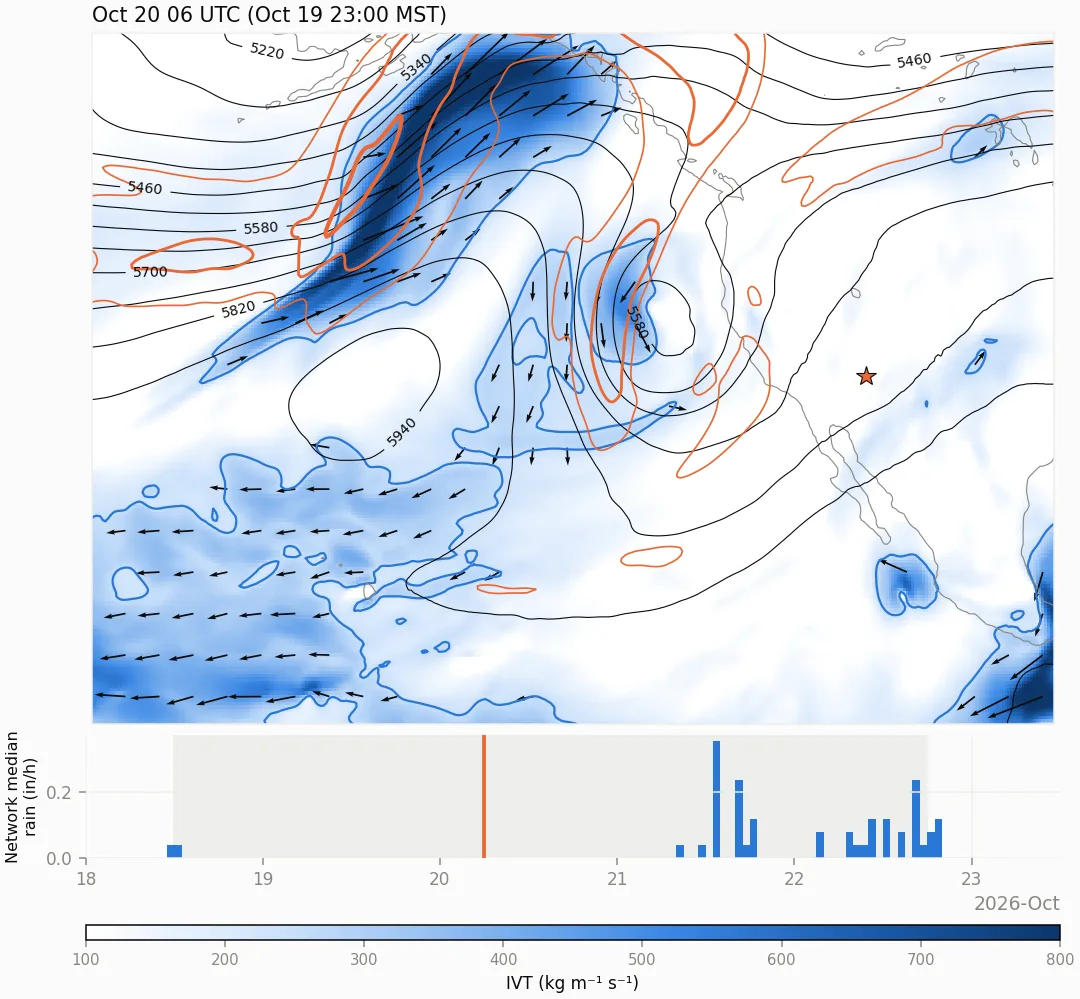 Oct 20 06 UTC (Oct 19 23:00 MST)
5220
5340
5460
5460
5580
5700
5820
5580
5940
Network median
rain (in/h)
0.2
0.0
18 19 20 21 22 23
2026-Oct
100 200 300 400 500 600 700 800
IVT (kg m⁻¹ s⁻¹)